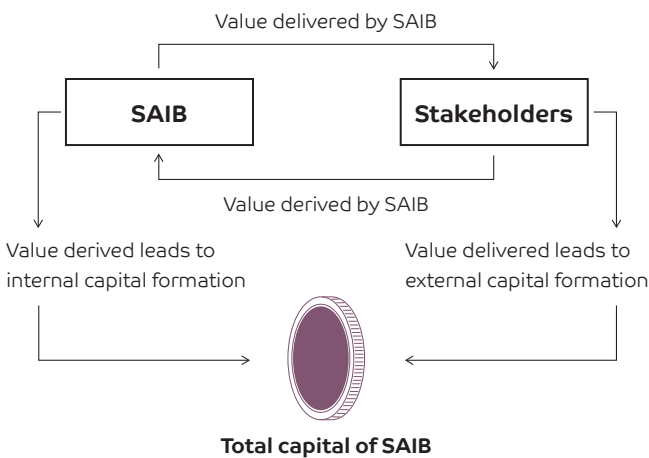 Value delivered by SAIB
SAIB
Stakeholders
Value derived by SAIB
Value derived leads to
internal capital formation
Value delivered leads to
external capital formation
Total capital of SAIB